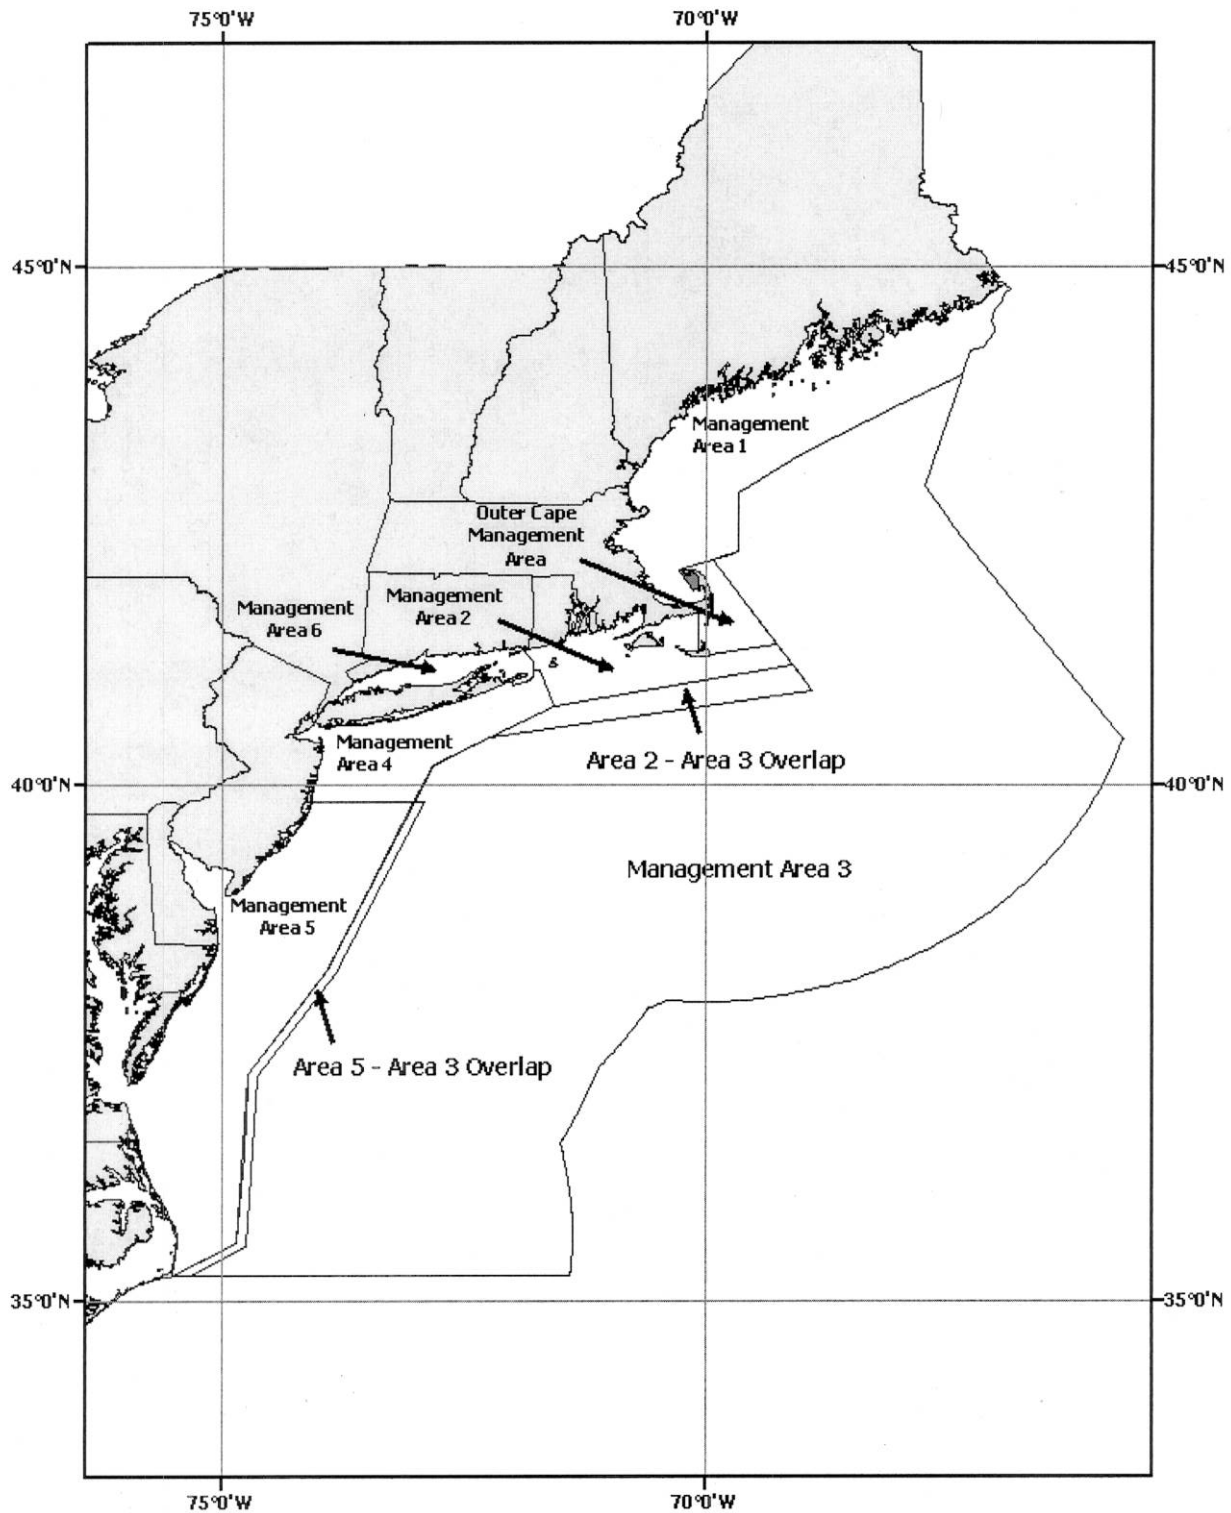 75°0'W
70°0'W
45°0'N
45°0'N
Management
Area 1
Outer Cape
Management
Area
Management
Area 2
Management
Area 6
Management
Area 4
Area 2 - Area 3 Overlap
40°0'N
40°0'N
Management Area 3
Management
Area 5
Area 5 - Area 3 Overlap
35°0'N
35°0'N
75°0'W
70°0'W